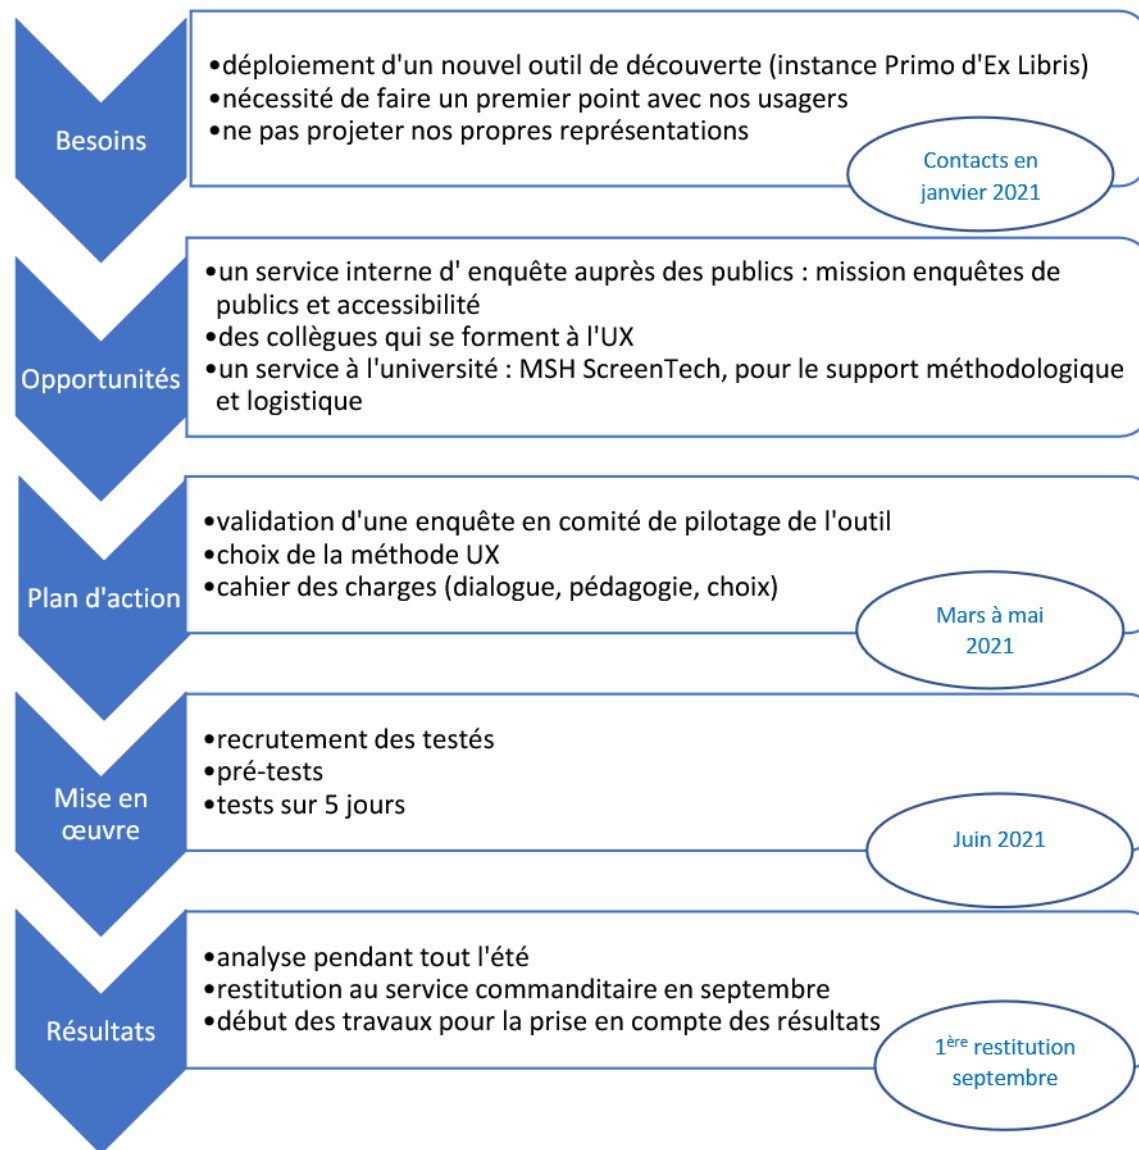 Besoins
•déploiement d'un nouvel outil de découverte (instance Primo d'Ex Libris)
•nécessité de faire un premier point avec nos usagers
•ne pas projeter nos propres représentations
Contacts en
janvier 2021
Opportunités
•un service interne d' enquête auprès des publics : mission enquêtes de
publics et accessibilité
•des collègues qui se forment à l'UX
•un service à l'université : MSH ScreenTech, pour le support méthodologique
et logistique
Plan d'action
•validation d'une enquête en comité de pilotage de l'outil
•choix de la méthode UX
•cahier des charges (dialogue, pédagogie, choix)
Mars à mai
2021
Mise en
œuvre
•recrutement des testés
•pré-tests
•tests sur 5 jours
Juin 2021
Résultats
•analyse pendant tout l'été
•restitution au service commanditaire en septembre
•début des travaux pour la prise en compte des résultats
1ère restitution
septembre